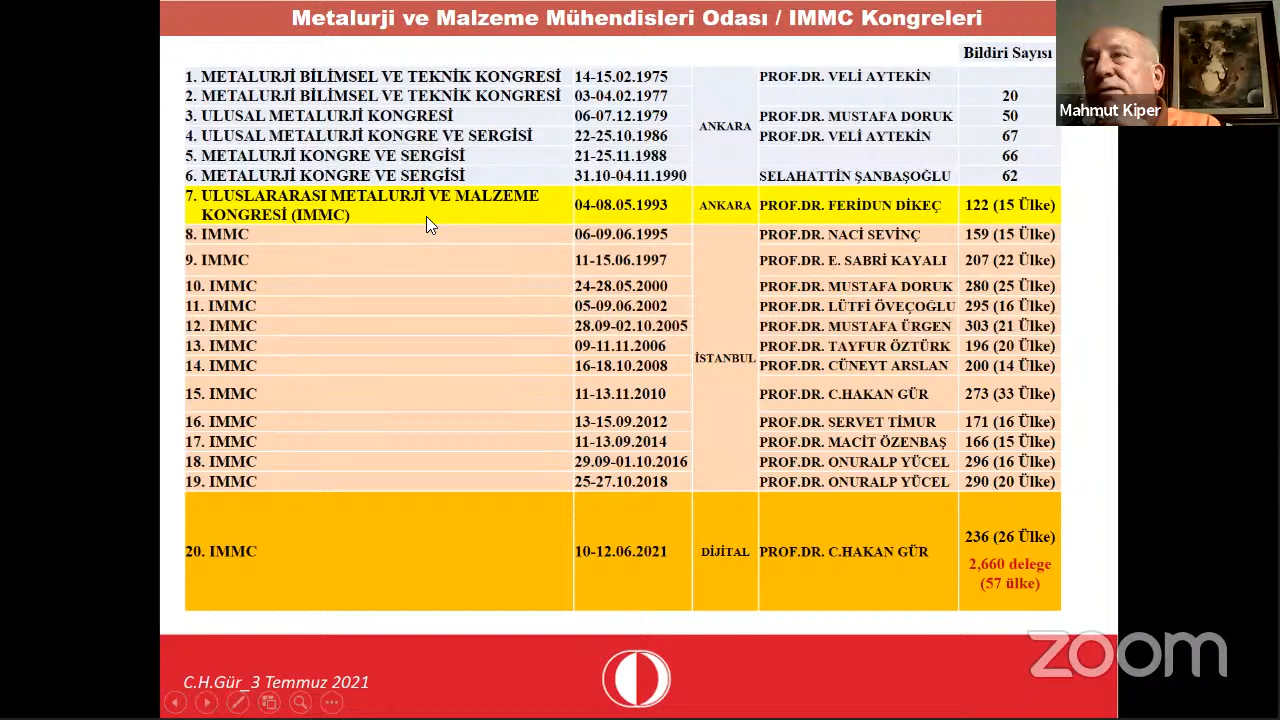 Metalurji ve Malzeme Mühendisleri Odası / IMMC Kongreleri
Bildiri Sayısı
1. METALURJİ BİLİMSEL VE TEKNİK KONGRESİ 14-15.02.1975 PROF.DR. VELİ AYTEKİN
2. METALURJİ BİLİMSEL VE TEKNİK KONGRESİ 03-04.02.1977 20
3. ULUSAL METALURJİ KONGRESİ 06-07.12.1979 PROF.DR. MUSTAFA DORUK 50
ANKARA
4. ULUSAL METALURJİ KONGRE VE SERGİSİ 22-25.10.1986 PROF.DR. VELİ AYTEKİN 67
5. METALURJİ KONGRE VE SERGİSİ 21-25.11.1988 66
6. METALURJİ KONGRE VE SERGİSİ 31.10-04.11.1990 SELAHATTİN ŞANBAŞOĞLU 62
7. ULUSLARARASI METALURJİ VE MALZEME
KONGRESİ (IMMC) 04-08.05.1993 ANKARA PROF.DR. FERİDUN DİKEÇ 122 (15 Ülke)
8. IMMC 06-09.06.1995 PROF.DR. NACİ SEVİNÇ 159 (15 Ülke)
9. IMMC 11-15.06.1997 PROF.DR. E. SABRİ KAYALI 207 (22 Ülke)
10. IMMC 24-28.05.2000 PROF.DR. MUSTAFA DORUK 280 (25 Ülke)
11. IMMC 05-09.06.2002 PROF.DR. LÜTFİ ÖVEÇOĞLU 295 (16 Ülke)
12. IMMC 28.09-02.10.2005 PROF.DR. MUSTAFA ÜRGEN 303 (21 Ülke)
13. IMMC 09-11.11.2006 PROF.DR. TAYFUR ÖZTÜRK 196 (20 Ülke)
İSTANBUL
14. IMMC 16-18.10.2008 PROF.DR. CÜNEYT ARSLAN 200 (14 Ülke)
15. IMMC 11-13.11.2010 PROF.DR. C.HAKAN GÜR 273 (33 Ülke)
16. IMMC 13-15.09.2012 PROF.DR. SERVET TİMUR 171 (16 Ülke)
17. IMMC 11-13.09.2014 PROF.DR. MACİT ÖZENBAŞ 166 (15 Ülke)
18. IMMC 29.09-01.10.2016 PROF.DR. ONURALP YÜCEL 296 (16 Ülke)
19. IMMC 25-27.10.2018 PROF.DR. ONURALP YÜCEL 290 (20 Ülke)
20. IMMC 10-12.06.2021 DİJİTAL PROF.DR. C.HAKAN GÜR 236 (26 Ülke)
2,660 delege
(57 ülke)
C.H.Gür_3 Temmuz 2021
Mahmut Kiper
zoom